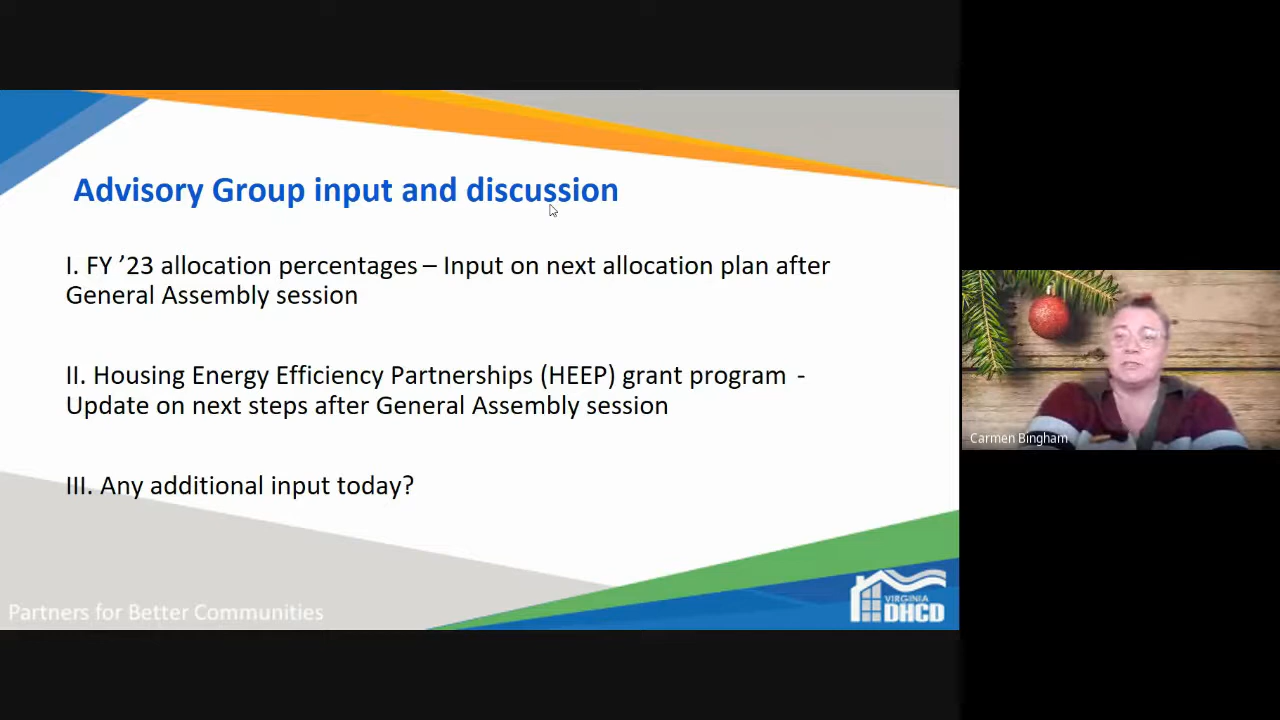 Advisory Group input and discussion
I. FY ’23 allocation percentages – Input on next allocation plan after
General Assembly session
II. Housing Energy Efficiency Partnerships (HEEP) grant program -
Update on next steps after General Assembly session
III. Any additional input today?
Partners for Better Communities
VIRGINIA
DHCD
Carmen Bingham